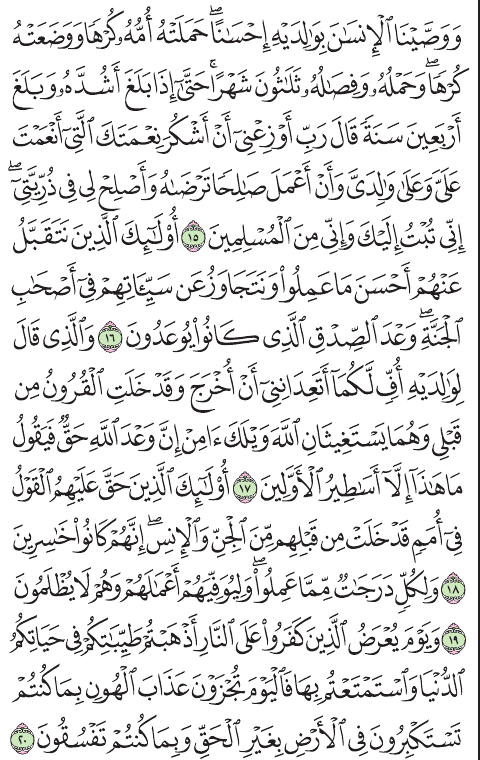 وَوَصَّيْنَا ٱلْإِنسَٰنَ بِوَٰلِدَيْهِ إِحْسَٰنًاۖ حَمَلَتْهُ أُمُّهُۥ كُرْهًا وَوَضَعَتْهُ
كُرْهًاۖ وَحَمْلُهُۥ وَفِصَٰلُهُۥ ثَلَٰثُونَ شَهْرًاۚ حَتَّىٰٓ إِذَا بَلَغَ أَشُدَّهُۥ وَبَلَغَ
أَرْبَعِينَ سَنَةً قَالَ رَبِّ أَوْزِعْنِىٓ أَنْ أَشْكُرَ نِعْمَتَكَ ٱلَّتِىٓ أَنْعَمْتَ
عَلَىَّ وَعَلَىٰ وَٰلِدَىَّ وَأَنْ أَعْمَلَ صَٰلِحًا تَرْضَىٰهُ وَأَصْلِحْ لِى فِى ذُرِّيَّتِىٓۖ
إِنِّى تُبْتُ إِلَيْكَ وَإِنِّى مِنَ ٱلْمُسْلِمِينَ ١٥ أُو۟لَٰٓئِكَ ٱلَّذِينَ نَتَقَبَّلُ
عَنْهُمْ أَحْسَنَ مَا عَمِلُوا۟ وَنَتَجَاوَزُ عَن سَيِّـَٔاتِهِمْ فِىٓ أَصْحَٰبِ
ٱلْجَنَّةِۖ وَعْدَ ٱلصِّدْقِ ٱلَّذِى كَانُوا۟ يُوعَدُونَ ١٦ وَٱلَّذِى قَالَ
لِوَٰلِدَيْهِ أُفٍّ لَّكُمَآ أَتَعِدَانِنِىٓ أَنْ أُخْرَجَ وَقَدْ خَلَتِ ٱلْقُرُونُ مِن
قَبْلِى وَهُمَا يَسْتَغِيثَانِ ٱللَّهَ وَيْلَكَ ءَامِنْ إِنَّ وَعْدَ ٱللَّهِ حَقٌّ فَيَقُولُ
مَا هَٰذَآ إِلَّآ أَسَٰطِيرُ ٱلْأَوَّلِينَ ١٧ أُو۟لَٰٓئِكَ ٱلَّذِينَ حَقَّ عَلَيْهِمُ ٱلْقَوْلُ
فِىٓ أُمَمٍ قَدْ خَلَتْ مِن قَبْلِهِم مِّنَ ٱلْجِنِّ وَٱلْإِنسِۖ إِنَّهُمْ كَانُوا۟ خَٰسِرِينَ
١٨ وَلِكُلٍّ دَرَجَٰتٌ مِّمَّا عَمِلُوا۟ۖ وَلِيُوَفِّيَهُمْ أَعْمَٰلَهُمْ وَهُمْ لَا يُظْلَمُونَ
١٩ وَيَوْمَ يُعْرَضُ ٱلَّذِينَ كَفَرُوا۟ عَلَى ٱلنَّارِ أَذْهَبْتُمْ طَيِّبَٰتِكُمْ فِى حَيَاتِكُمُ
ٱلدُّنْيَا وَٱسْتَمْتَعْتُم بِهَا فَٱلْيَوْمَ تُجْزَوْنَ عَذَابَ ٱلْهُونِ بِمَا كُنتُمْ
تَسْتَكْبِرُونَ فِى ٱلْأَرْضِ بِغَيْرِ ٱلْحَقِّ وَبِمَا كُنتُمْ تَفْسُقُونَ ٢٠